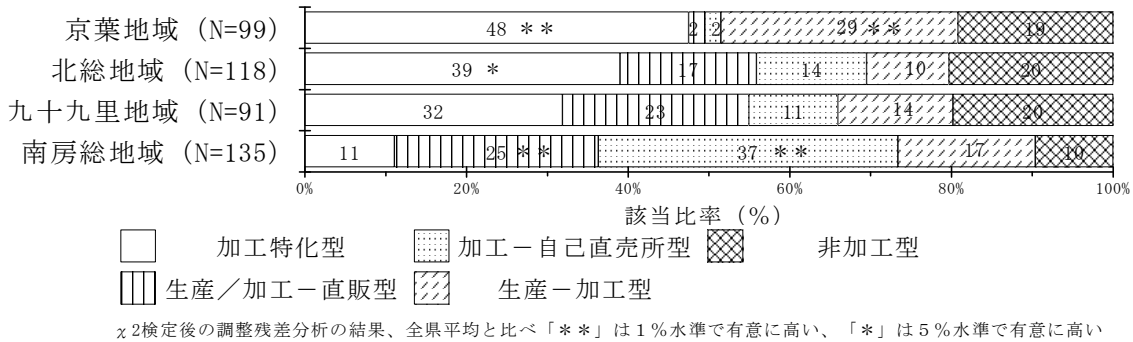 京葉地域 (N=99) 48 ** 2 2 29 ** 19
北総地域 (N=118) 39 * 17 14 10 20
九十九里地域 (N=91) 32 23 11 14 20
南房総地域 (N=135) 11 25 ** 37 ** 17 10
0% 20% 40% 60% 80% 100%
該当比率 (%)
加工特化型 加工－自己直売所型 非加工型
生産／加工－直販型 生産－加工型
χ2検定後の調整残差分析の結果、全県平均と比べ「**」は1%水準で有意に高い、「*」は5%水準で有意に高い